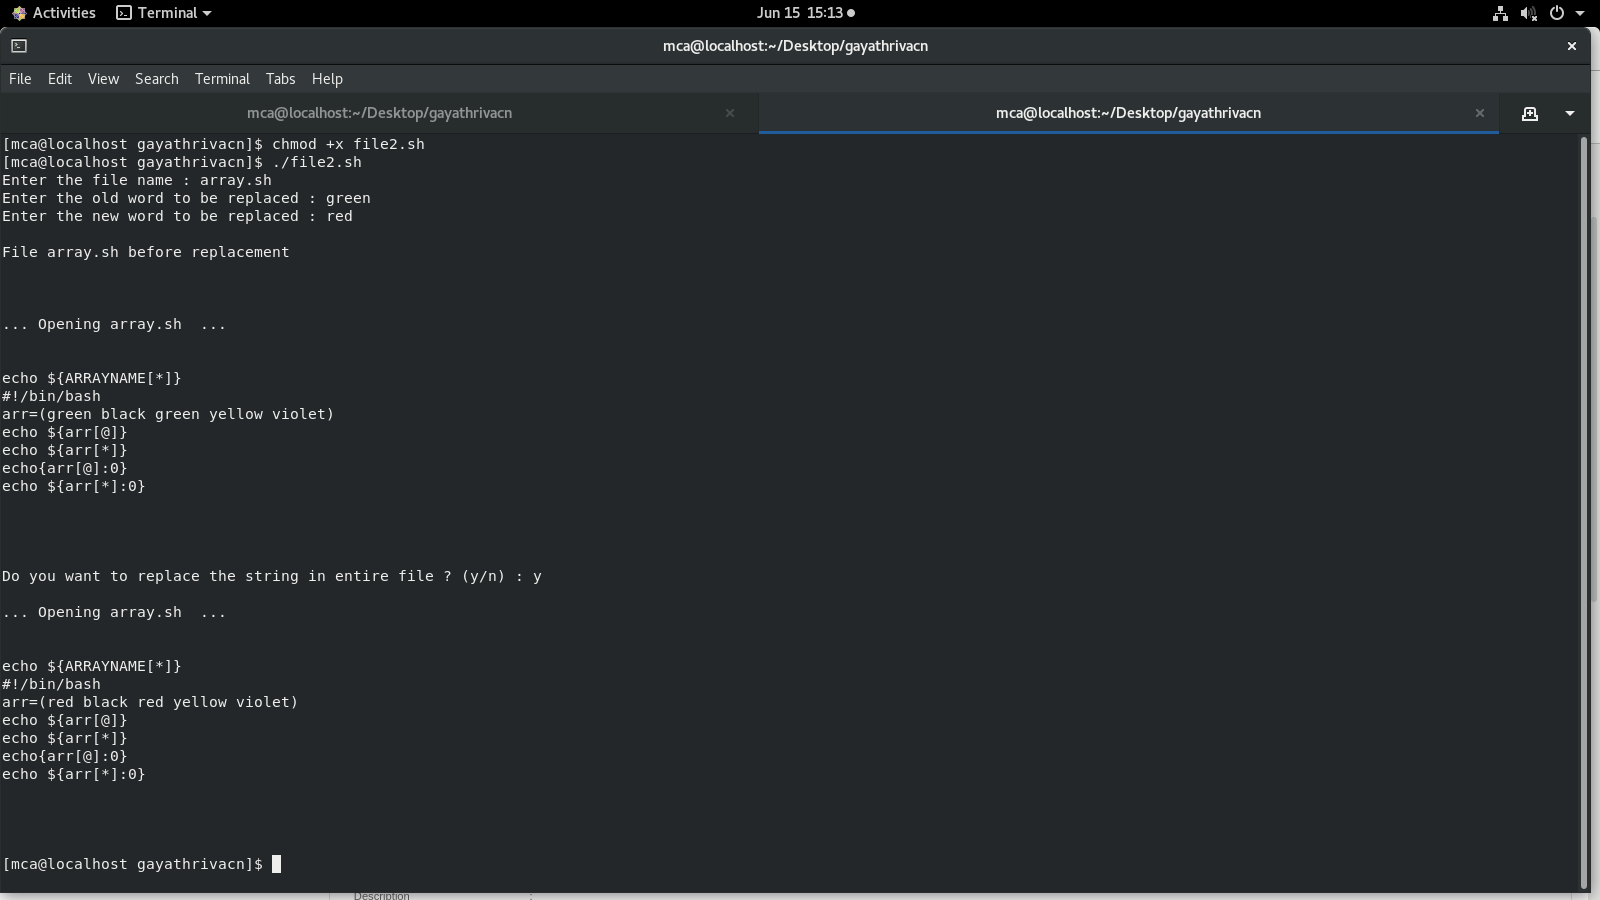 Activities Terminal Jun 15 15:13
mca@localhost:~/Desktop/gayathrivacn
File Edit View Search Terminal Tabs Help
mca@localhost:~/Desktop/gayathrivacn mca@localhost:~/Desktop/gayathrivacn
[mca@localhost gayathrivacn]$ chmod +x file2.sh
[mca@localhost gayathrivacn]$ ./file2.sh
Enter the file name : array.sh
Enter the old word to be replaced : green
Enter the new word to be replaced : red
File array.sh before replacement
... Opening array.sh  ...
echo ${ARRAYNAME[*]}
#!/bin/bash
arr=(green black green yellow violet)
echo ${arr[@]}
echo ${arr[*]}
echo{arr[@]:0}
echo ${arr[*]:0}
Do you want to replace the string in entire file ? (y/n) : y
... Opening array.sh  ...
echo ${ARRAYNAME[*]}
#!/bin/bash
arr=(red black red yellow violet)
echo ${arr[@]}
echo ${arr[*]}
echo{arr[@]:0}
echo ${arr[*]:0}
[mca@localhost gayathrivacn]$
Description :